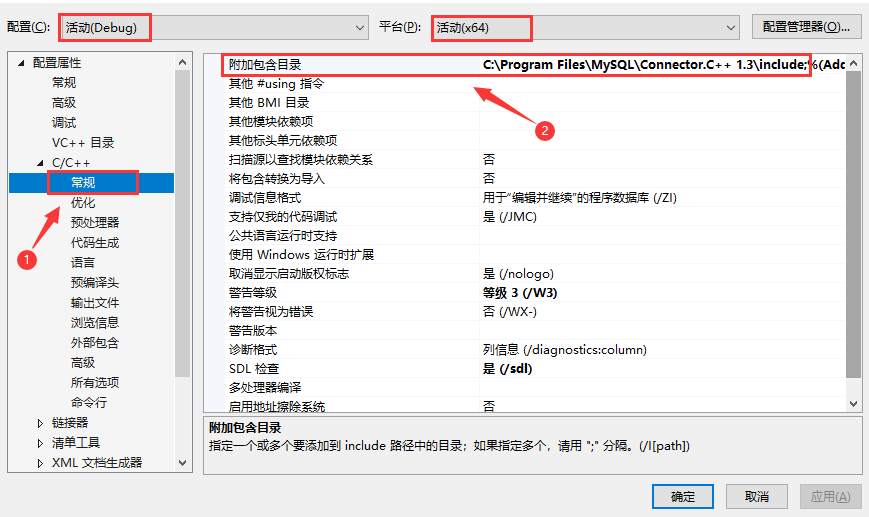 配置(C): 活动(Debug) 平台(P): 活动(x64) 配置管理器(O)...
配置属性
常规
高级
调试
VC++ 目录
C/C++
常规
优化
预处理器
代码生成
语言
预编译头
输出文件
浏览信息
外部包含
高级
所有选项
命令行
链接器
清单工具
XML 文档生成器
1
附加包含目录 C:\Program Files\MySQL\Connector.C++ 1.3\include;%(Add
其他 #using 指令
其他 BMI 目录
其他模块依赖项
其他标头单元依赖项
扫描源以查找模块依赖关系 否
将包含转换为导入 否
调试信息格式 用于“编辑并继续”的程序数据库 (/ZI)
支持仅我的代码调试 是 (/JMC)
公共语言运行时支持
使用 Windows 运行时扩展
取消显示启动版权标志 是 (/nologo)
警告等级 等级 3 (/W3)
将警告视为错误 否 (/WX-)
警告版本
诊断格式 列信息 (/diagnostics:column)
SDL 检查 是 (/sdl)
多处理器编译
启用地址擦除系统 否
2
附加包含目录
指定一个或多个要添加到 include 路径中的目录；如果指定多个，请用 ";" 分隔。(/I[path])
确定 取消 应用(A)